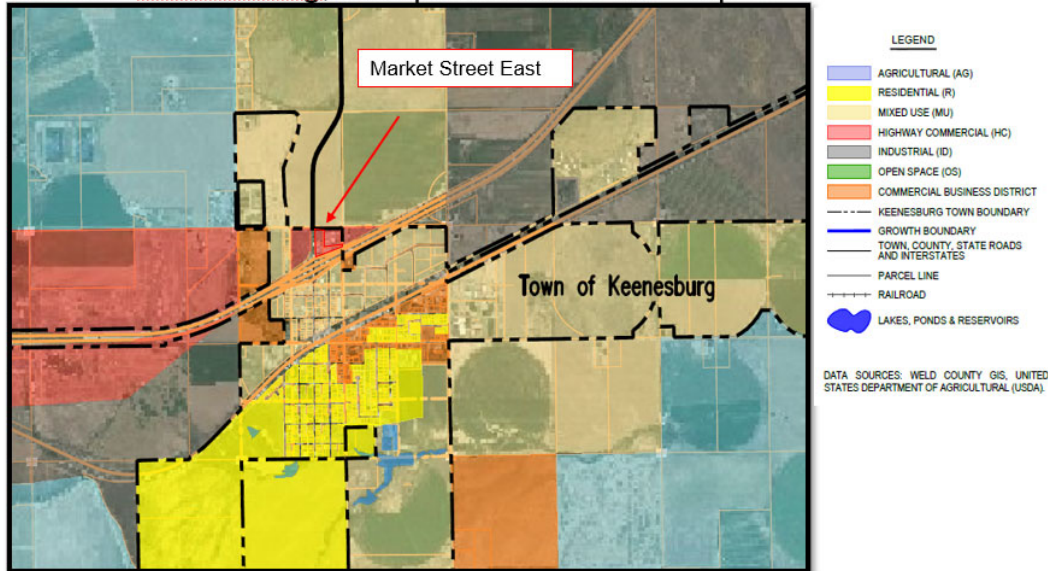 Market Street East
Town of Keenesburg
LEGEND
AGRICULTURAL (AG)
RESIDENTIAL (R)
MIXED USE (MU)
HIGHWAY COMMERCIAL (HC)
INDUSTRIAL (ID)
OPEN SPACE (OS)
COMMERCIAL BUSINESS DISTRICT
KEENESBURG TOWN BOUNDARY
GROWTH BOUNDARY
TOWN, COUNTY, STATE ROADS
AND INTERSTATES
PARCEL LINE
RAILROAD
LAKES, PONDS & RESERVOIRS
DATA SOURCES: WELD COUNTY GIS, UNITED
STATES DEPARTMENT OF AGRICULTURAL (USDA).